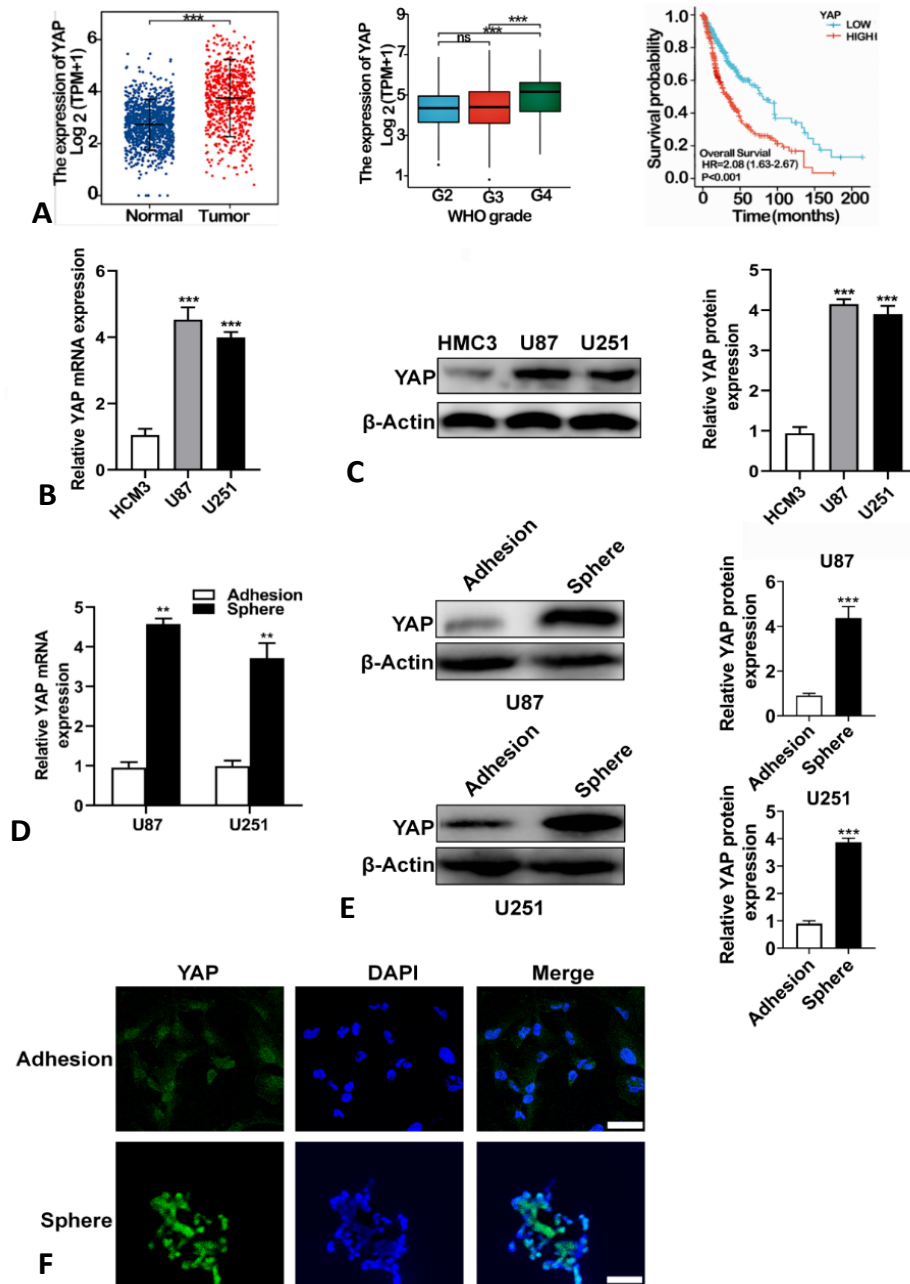 The expression of YAP
Log 2 (TPM+1)
6
4
2
0
***
Normal Tumor
A
The expression of YAP
Log 2 (TPM+1)
9
7
5
3
1
***
***
ns
G2 G3 G4
WHO grade
Survival probability
1.0
0.8
0.6
0.4
0.2
0
YAP
LOW
HIGHI
Overall Survial
HR=2.08 (1.63-2.67)
P<0.001
0 50 100 150 200
Time(months)
Relative YAP mRNA expression
6
4
2
0
***
***
HCM3 U87 U251
B
HMC3 U87 U251
YAP
β-Actin
C
Relative YAP protein
expression
5
4
3
2
1
0
***
***
HCM3 U87 U251
Relative YAP mRNA
expression
5
4
3
2
1
0
Adhesion
Sphere
**
**
U87 U251
D
Adhesion Sphere
YAP
β-Actin
U87
Adhesion Sphere
YAP
β-Actin
U251
E
U87
Relative YAP protein
expression
6
4
2
0
***
Adhesion Sphere
U251
Relative YAP protein
expression
5
4
3
2
1
0
***
Adhesion Sphere
YAP DAPI Merge
Adhesion
Sphere
F